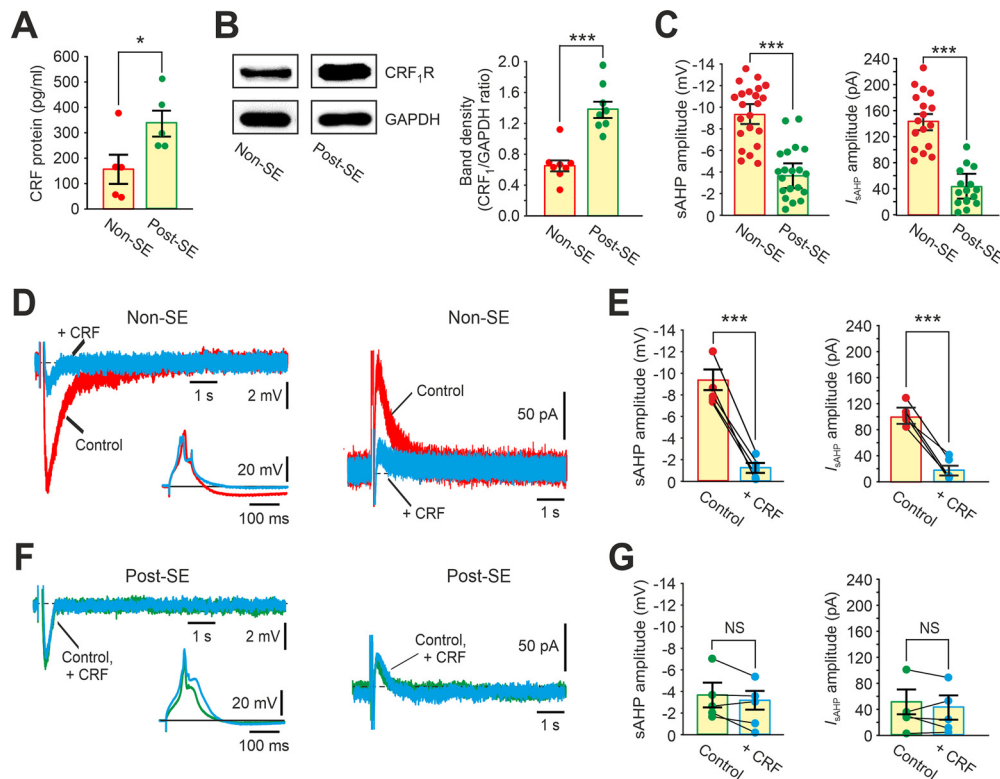 A
CRF protein (pg/ml)
600
500
400
300
200
100
0
*
Non-SE
Post-SE
B
CRF1R
GAPDH
Non-SE
Post-SE
Band density
(CRF1/GAPDH ratio)
2.0
1.6
1.2
0.8
0.4
0.0
***
Non-SE
Post-SE
C
sAHP amplitude (mV)
-14
-12
-10
-8
-6
-4
-2
0
***
Non-SE
Post-SE
IsAHP amplitude (pA)
240
200
160
120
80
40
0
***
Non-SE
Post-SE
D
Non-SE
+ CRF
1 s
2 mV
Control
20 mV
100 ms
Non-SE
Control
50 pA
+ CRF
1 s
E
sAHP amplitude (mV)
-14
-12
-10
-8
-6
-4
-2
0
***
Control
+ CRF
IsAHP amplitude (pA)
240
200
160
120
80
40
0
***
Control
+ CRF
F
Post-SE
1 s
2 mV
Control,
+ CRF
20 mV
100 ms
Post-SE
Control,
+ CRF
50 pA
1 s
G
sAHP amplitude (mV)
-14
-12
-10
-8
-6
-4
-2
0
NS
Control
+ CRF
IsAHP amplitude (pA)
240
200
160
120
80
40
0
NS
Control
+ CRF